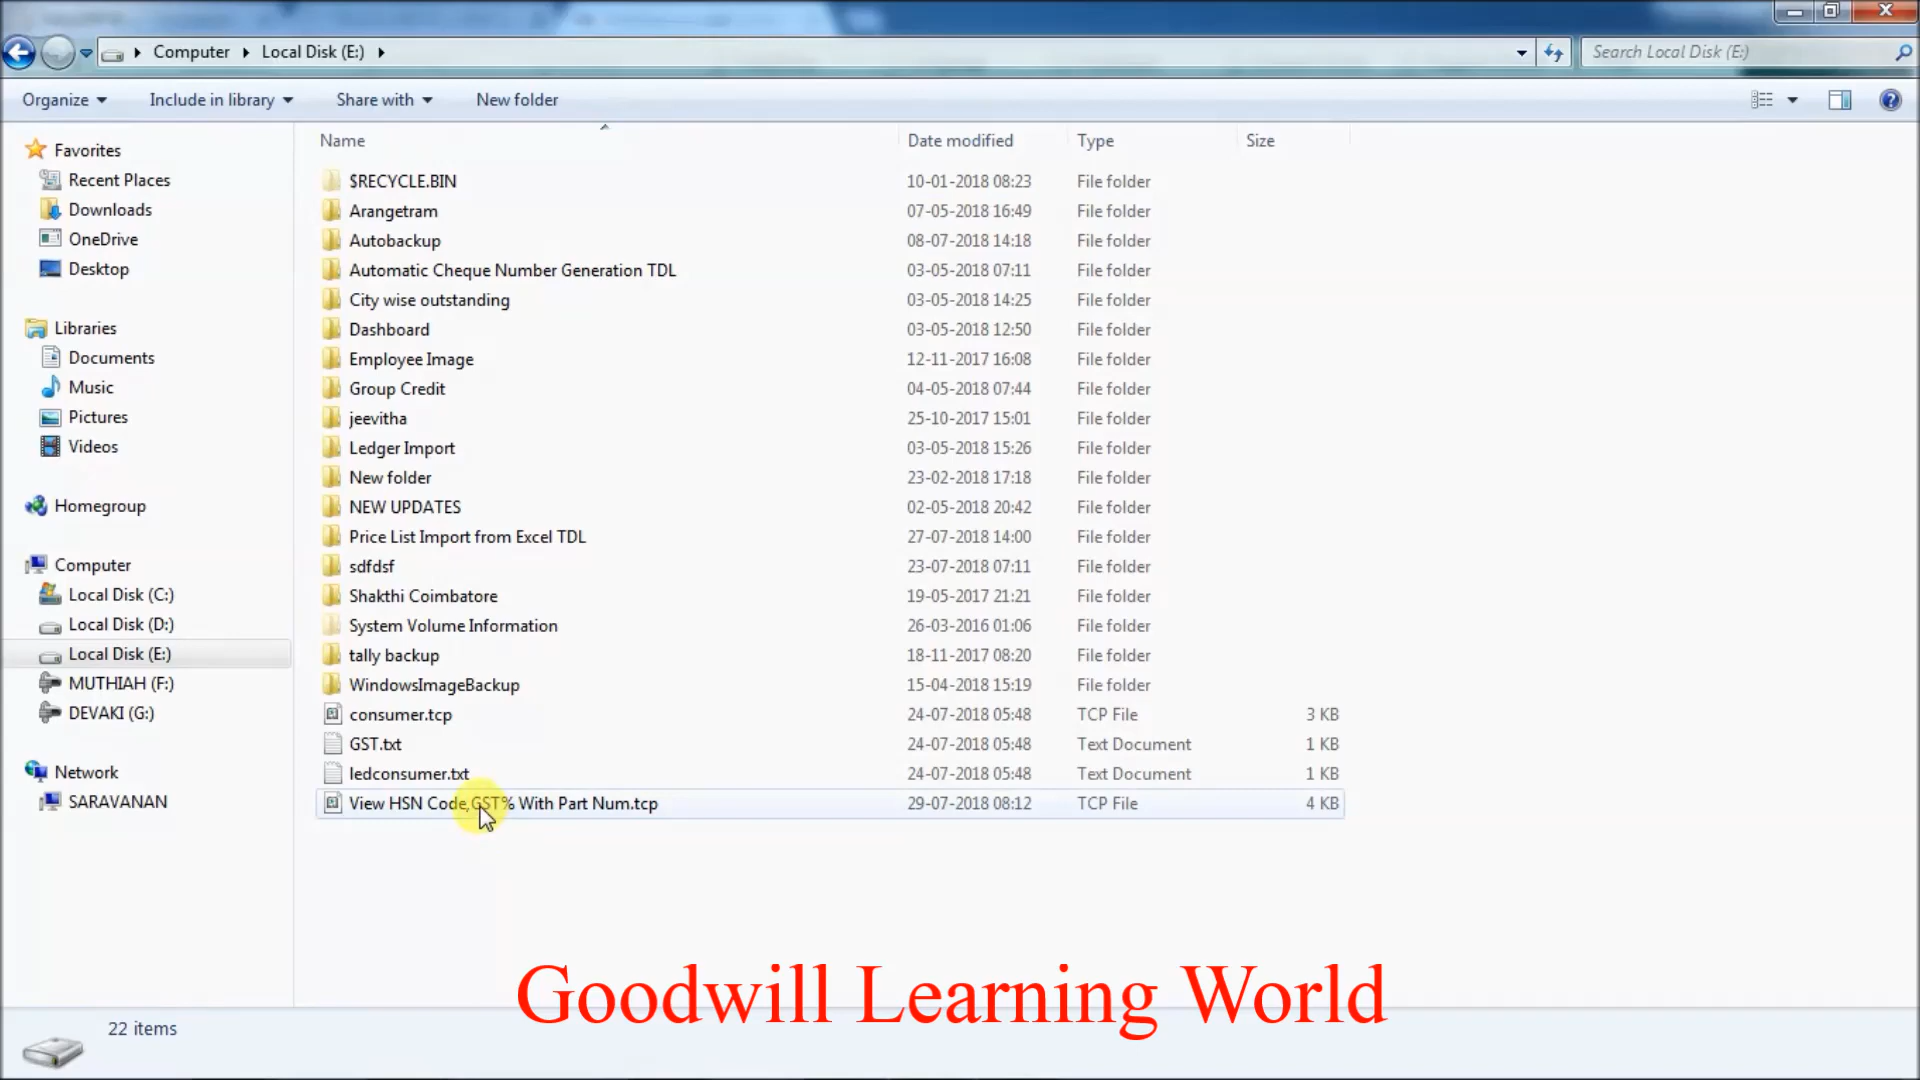 Computer Local Disk (E:)
Search Local Disk (E:)
Organize Include in library Share with New folder
Name Date modified Type Size
Favorites
Recent Places
Downloads
OneDrive
Desktop
Libraries
Documents
Music
Pictures
Videos
Homegroup
Computer
Local Disk (C:)
Local Disk (D:)
Local Disk (E:)
MUTHIAH (F:)
DEVAKI (G:)
Network
SARAVANAN
$RECYCLE.BIN 10-01-2018 08:23 File folder
Arangetram 07-05-2018 16:49 File folder
Autobackup 08-07-2018 14:18 File folder
Automatic Cheque Number Generation TDL 03-05-2018 07:11 File folder
City wise outstanding 03-05-2018 14:25 File folder
Dashboard 03-05-2018 12:50 File folder
Employee Image 12-11-2017 16:08 File folder
Group Credit 04-05-2018 07:44 File folder
jeevitha 25-10-2017 15:01 File folder
Ledger Import 03-05-2018 15:26 File folder
New folder 23-02-2018 17:18 File folder
NEW UPDATES 02-05-2018 20:42 File folder
Price List Import from Excel TDL 27-07-2018 14:00 File folder
sdfdsf 23-07-2018 07:11 File folder
Shakthi Coimbatore 19-05-2017 21:21 File folder
System Volume Information 26-03-2016 01:06 File folder
tally backup 18-11-2017 08:20 File folder
WindowsImageBackup 15-04-2018 15:19 File folder
consumer.tcp 24-07-2018 05:48 TCP File 3 KB
GST.txt 24-07-2018 05:48 Text Document 1 KB
ledconsumer.txt 24-07-2018 05:48 Text Document 1 KB
View HSN Code,GST% With Part Num.tcp 29-07-2018 08:12 TCP File 4 KB
Goodwill Learning World
22 items